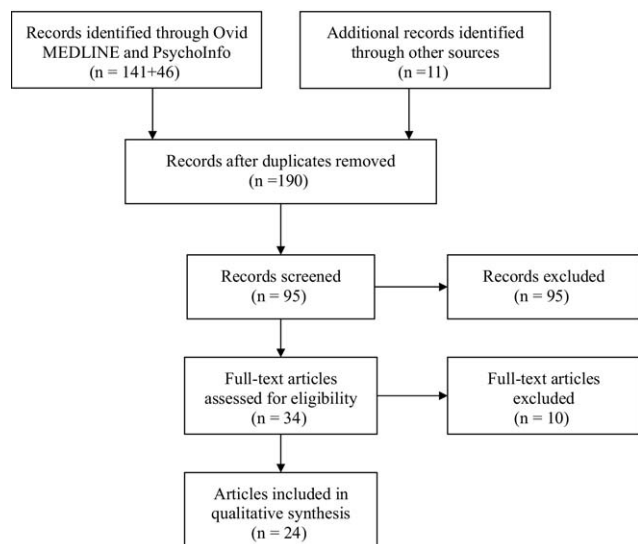 Records identified through Ovid
MEDLINE and PsychoInfo
(n = 141+46)
Additional records identified
through other sources
(n =11)
Records after duplicates removed
(n =190)
Records screened
(n = 95)
Records excluded
(n = 95)
Full-text articles
assessed for eligibility
(n = 34)
Full-text articles
excluded
(n = 10)
Articles included in
qualitative synthesis
(n = 24)